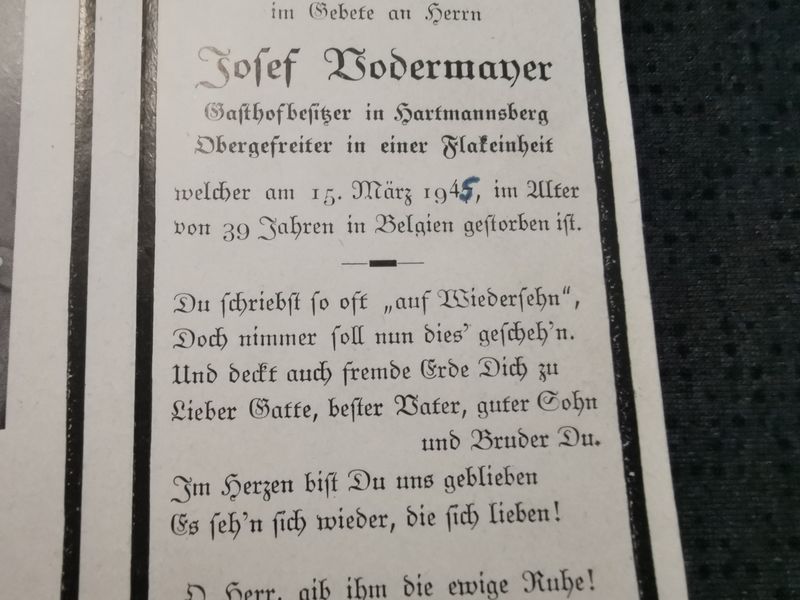 im Gebete an Herrn
Josef Vodermayer
Gasthofbesitzer in Hartmannsberg
Obergefreiter in einer Flakeinheit
welcher am 15. März 1945, im Alter
von 39 Jahren in Belgien gestorben ist.
Du schriebst so oft „auf Wiedersehn“,
Doch nimmer soll nun dies' gescheh'n.
Und deckt auch fremde Erde Dich zu
Lieber Gatte, bester Vater, guter Sohn
und Bruder Du.
Im Herzen bist Du uns geblieben
Es seh'n sich wieder, die sich lieben!
O Herr, gib ihm die ewige Ruhe!